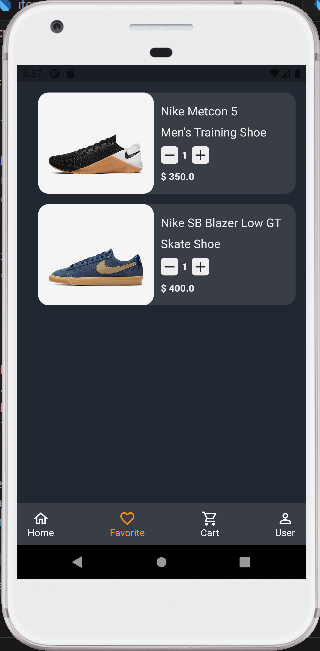 4:57
Nike Metcon 5
Men's Training Shoe
1
$ 350.0
Nike SB Blazer Low GT
Skate Shoe
1
$ 400.0
Home
Favorite
Cart
User